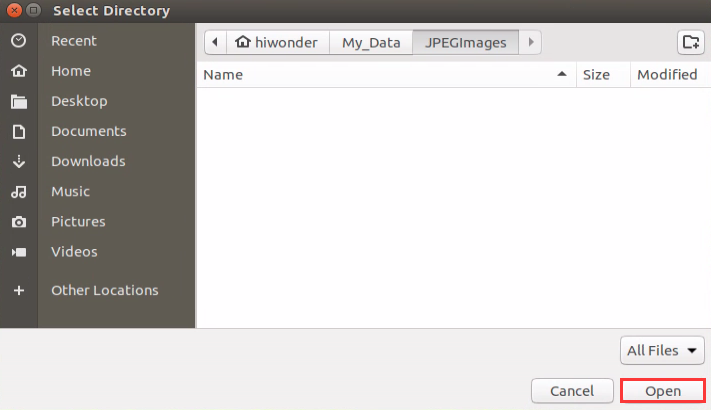 Select Directory
Recent
Home
Desktop
Documents
Downloads
Music
Pictures
Videos
Other Locations
hiwonder My_Data JPEGImages
Name Size Modified
All Files
Cancel Open